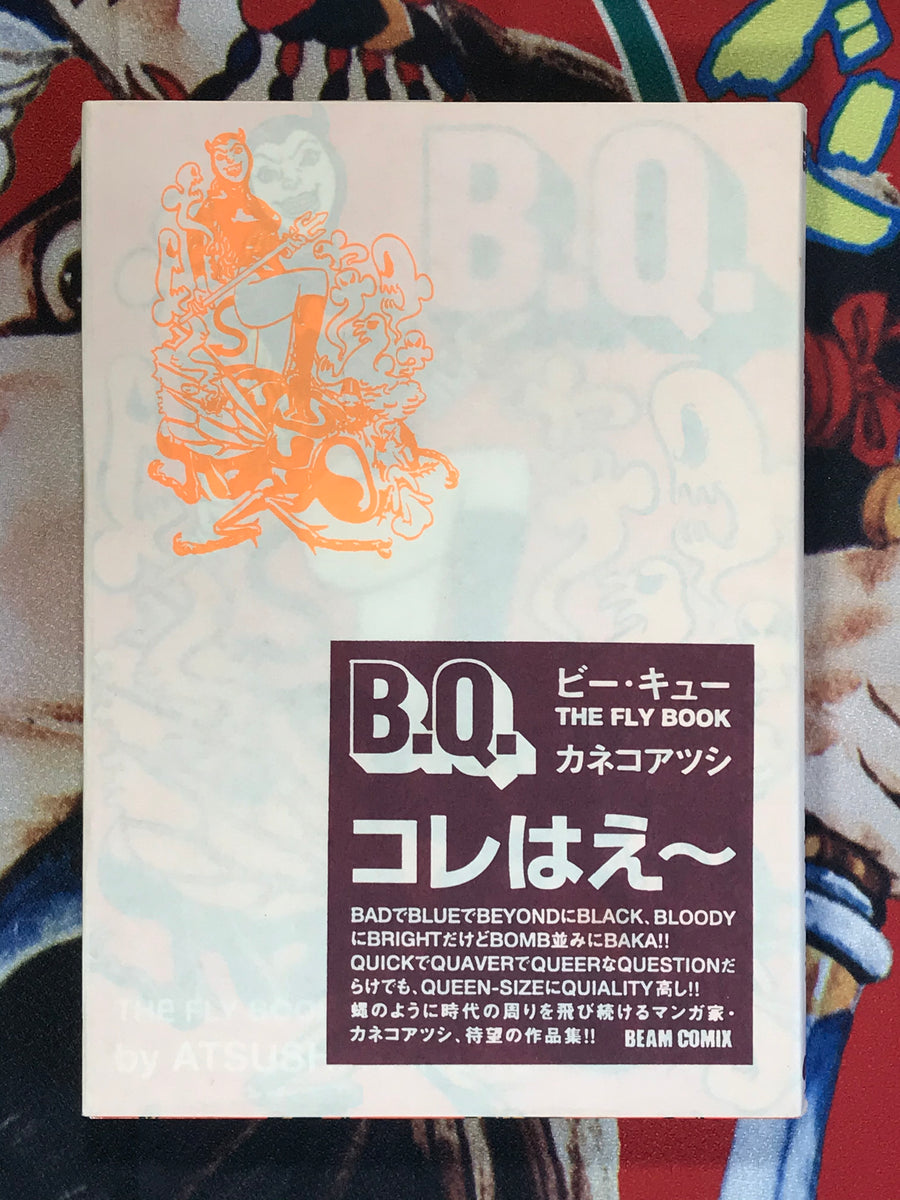 B.Q.
B.Q.
ビー・キュー
THE FLY BOOK
カネコアツシ
コレはえ〜
BADでBLUEでBEYONDにBLACK、BLOODY
にBRIGHTだけどBOMB並みにBAKA!!
QUICKでQUAVERでQUEERなQUESTIONだ
らけでも、QUEEN-SIZEにQUIALITY高し!!
蝿のように時代の周りを飛び続けるマンガ家・
カネコアツシ、待望の作品集!!
BEAM COMIX
THE FLY BOO
by ATSUSH